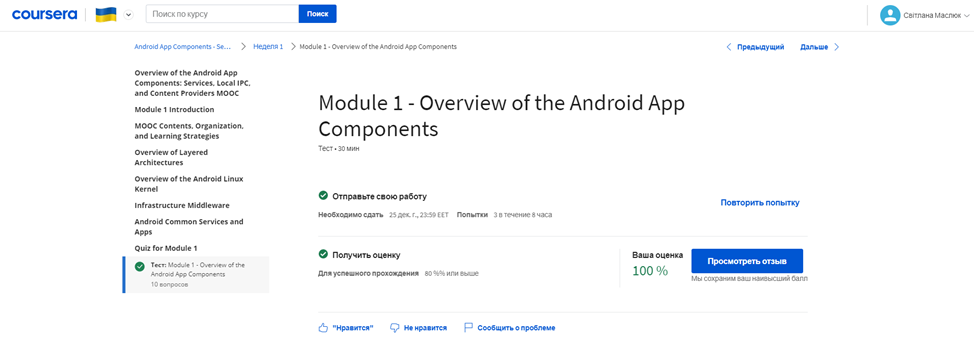 coursera
Поиск по курсу
Поиск
Світлана Маслюк
Android App Components - Se...
Неделя 1
Module 1 - Overview of the Android App Components
Предыдущий
Дальше
Overview of the Android App
Components: Services, Local IPC,
and Content Providers MOOC
Module 1 Introduction
MOOC Contents, Organization,
and Learning Strategies
Overview of Layered
Architectures
Overview of the Android Linux
Kernel
Infrastructure Middleware
Android Common Services and
Apps
Quiz for Module 1
Тест: Module 1 - Overview of the
Android App Components
10 вопросов
Module 1 - Overview of the Android App
Components
Тест • 30 мин
Отправьте свою работу
Необходимо сдать 25 дек. г., 23:59 EET Попытки 3 в течение 8 часа
Повторить попытку
Получить оценку
Для успешного прохождения 80 %% или выше
Ваша оценка
100 %
Просмотреть отзыв
Мы сохраним ваш наивысший балл
"Нравится"
Не нравится
Сообщить о проблеме